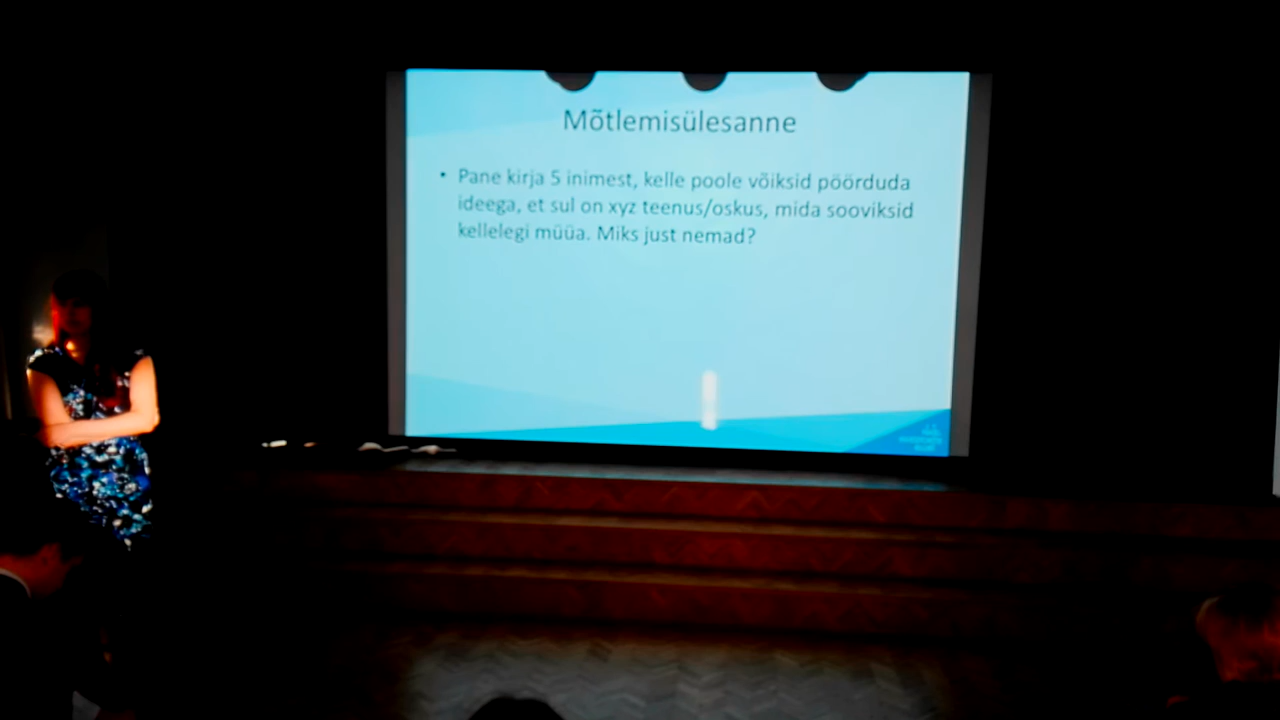 Mõtlemisülesanne
• Pane kirja 5 inimest, kelle poole võiksid pöörduda
ideega, et sul on xyz teenus/oskus, mida sooviksid
kellelegi müüa. Miks just nemad?